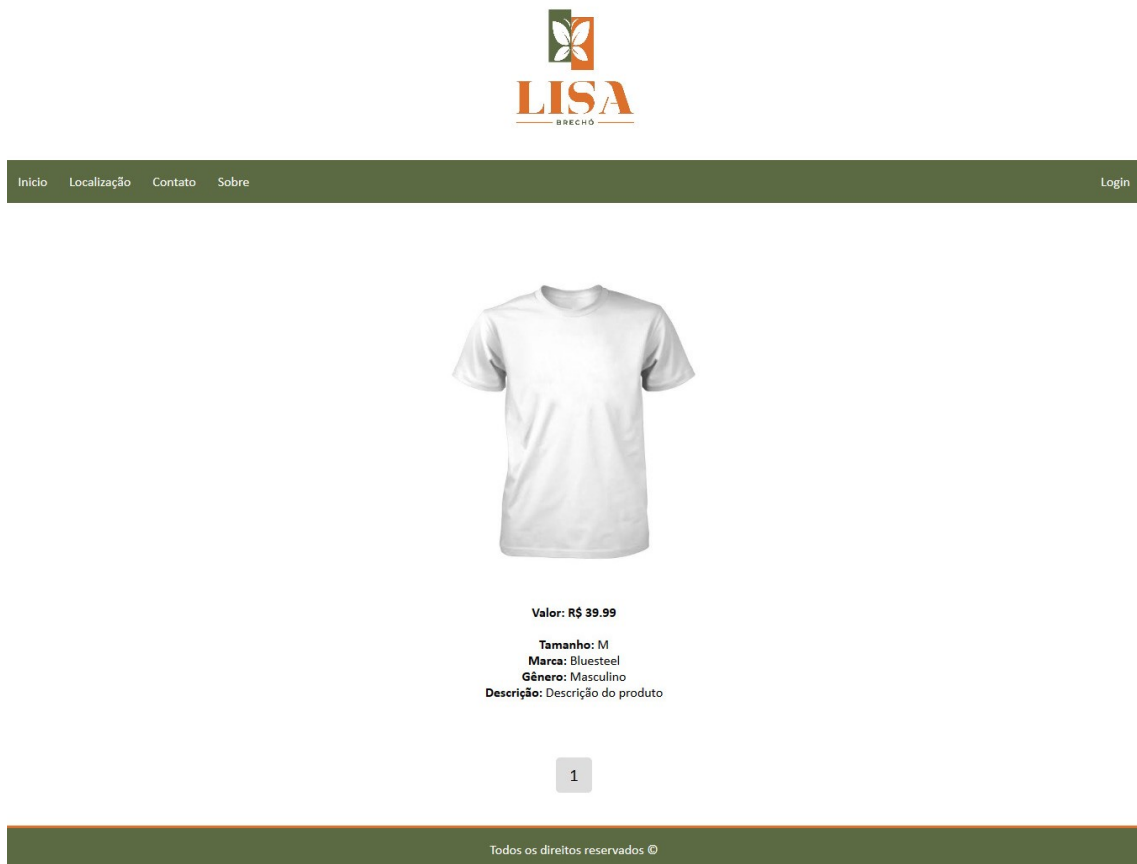 LISA
BRECHÓ
Inicio Localização Contato Sobre Login
Valor: R$ 39.99
Tamanho: M
Marca: Bluesteel
Gênero: Masculino
Descrição: Descrição do produto
1
Todos os direitos reservados ©